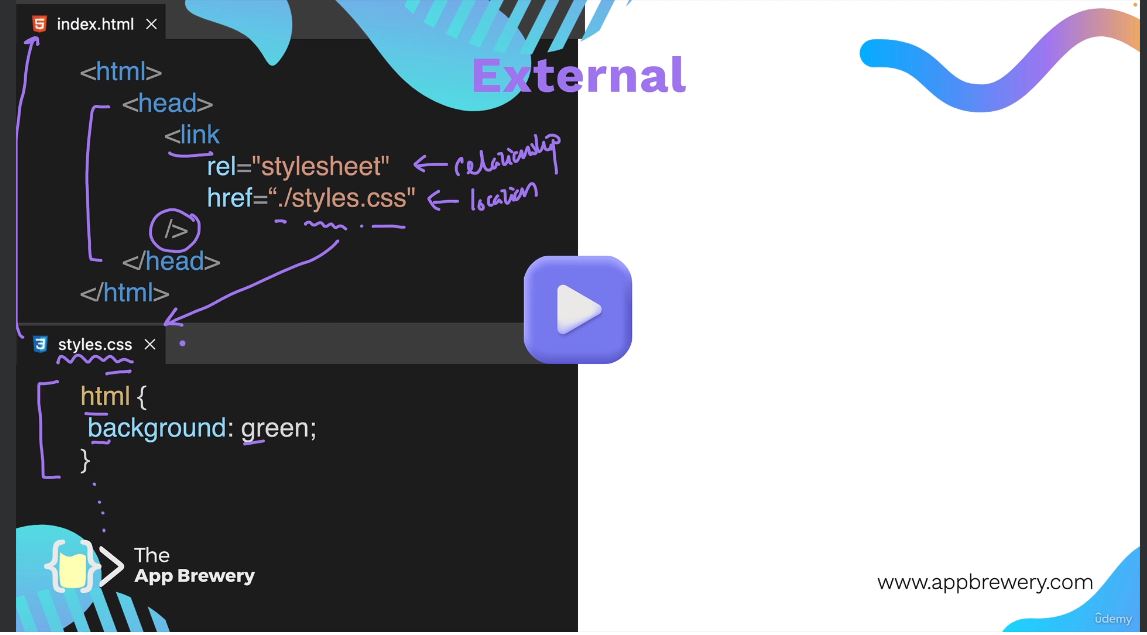 index.html ×
External
<html>
<head>
<link
rel="stylesheet" ← relationship
href=“./styles.css" ← location
/>
</head>
</html>
styles.css ×
html {
background: green;
}
The
App Brewery
www.appbrewery.com
udemy